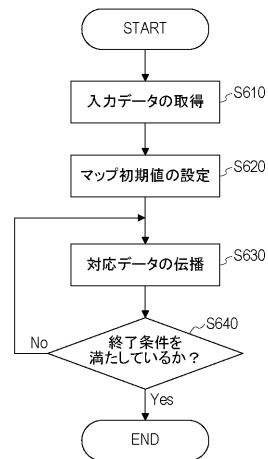 START
入力データの取得
S610
マップ初期値の設定
S620
対応データの伝播
S630
終了条件を
満たしているか？
S640
No
Yes
END